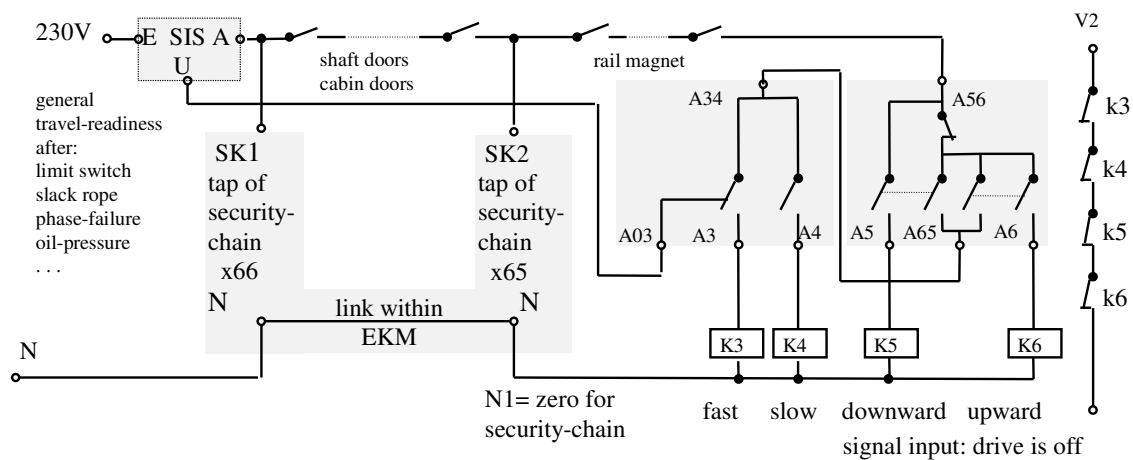 230V
E SIS A
U
general
travel-readiness
after:
limit switch
slack rope
phase-failure
oil-pressure
. . .
shaft doors
cabin doors
rail magnet
V2
SK1
tap of
security-
chain
x66
N
SK2
tap of
security-
chain
x65
N
link within
EKM
N
N1= zero for
security-chain
A34
A56
A03
A3
A4
A5
A65
A6
K3
K4
K5
K6
fast
slow
downward
upward
signal input: drive is off
k3
k4
k5
k6